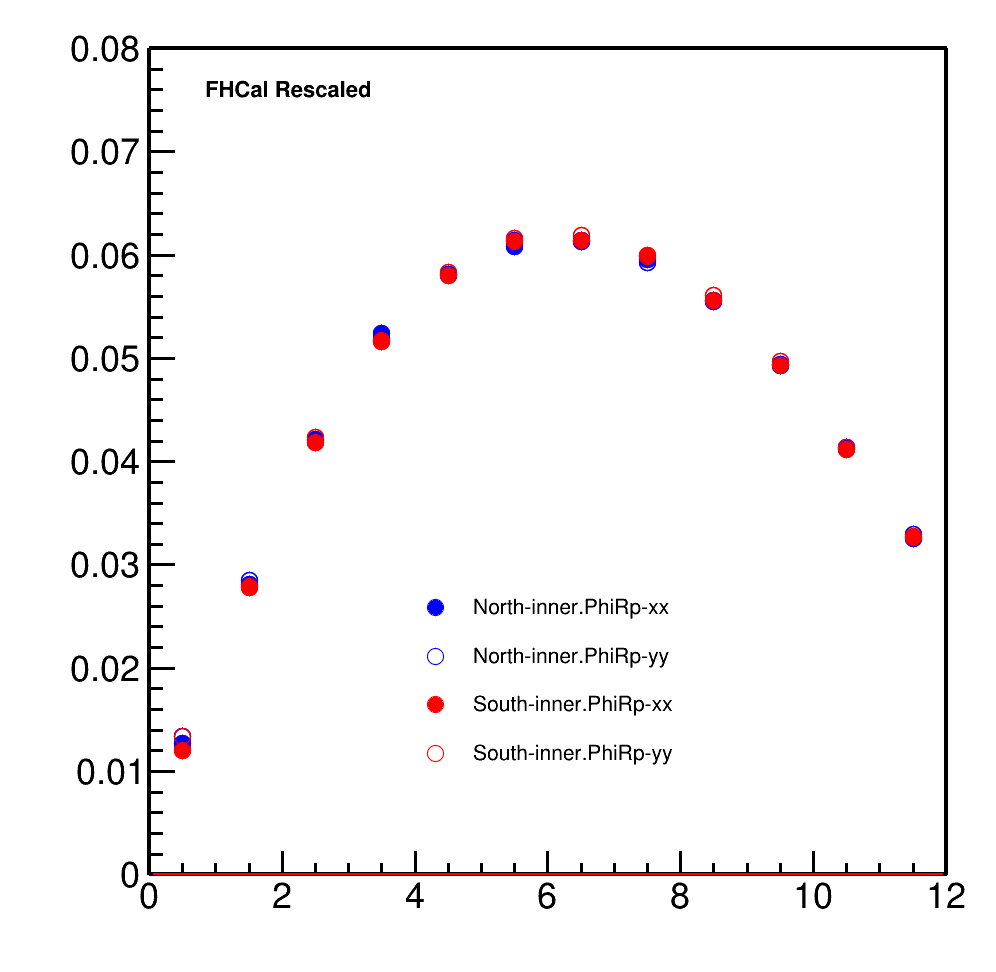 0.08
FHCal Rescaled
0.07
0.06
0.05
0.04
0.03
North-inner.PhiRp-xx
North-inner.PhiRp-yy
0.02
South-inner.PhiRp-xx
South-inner.PhiRp-yy
0.01
0
0 2 4 6 8 10 12